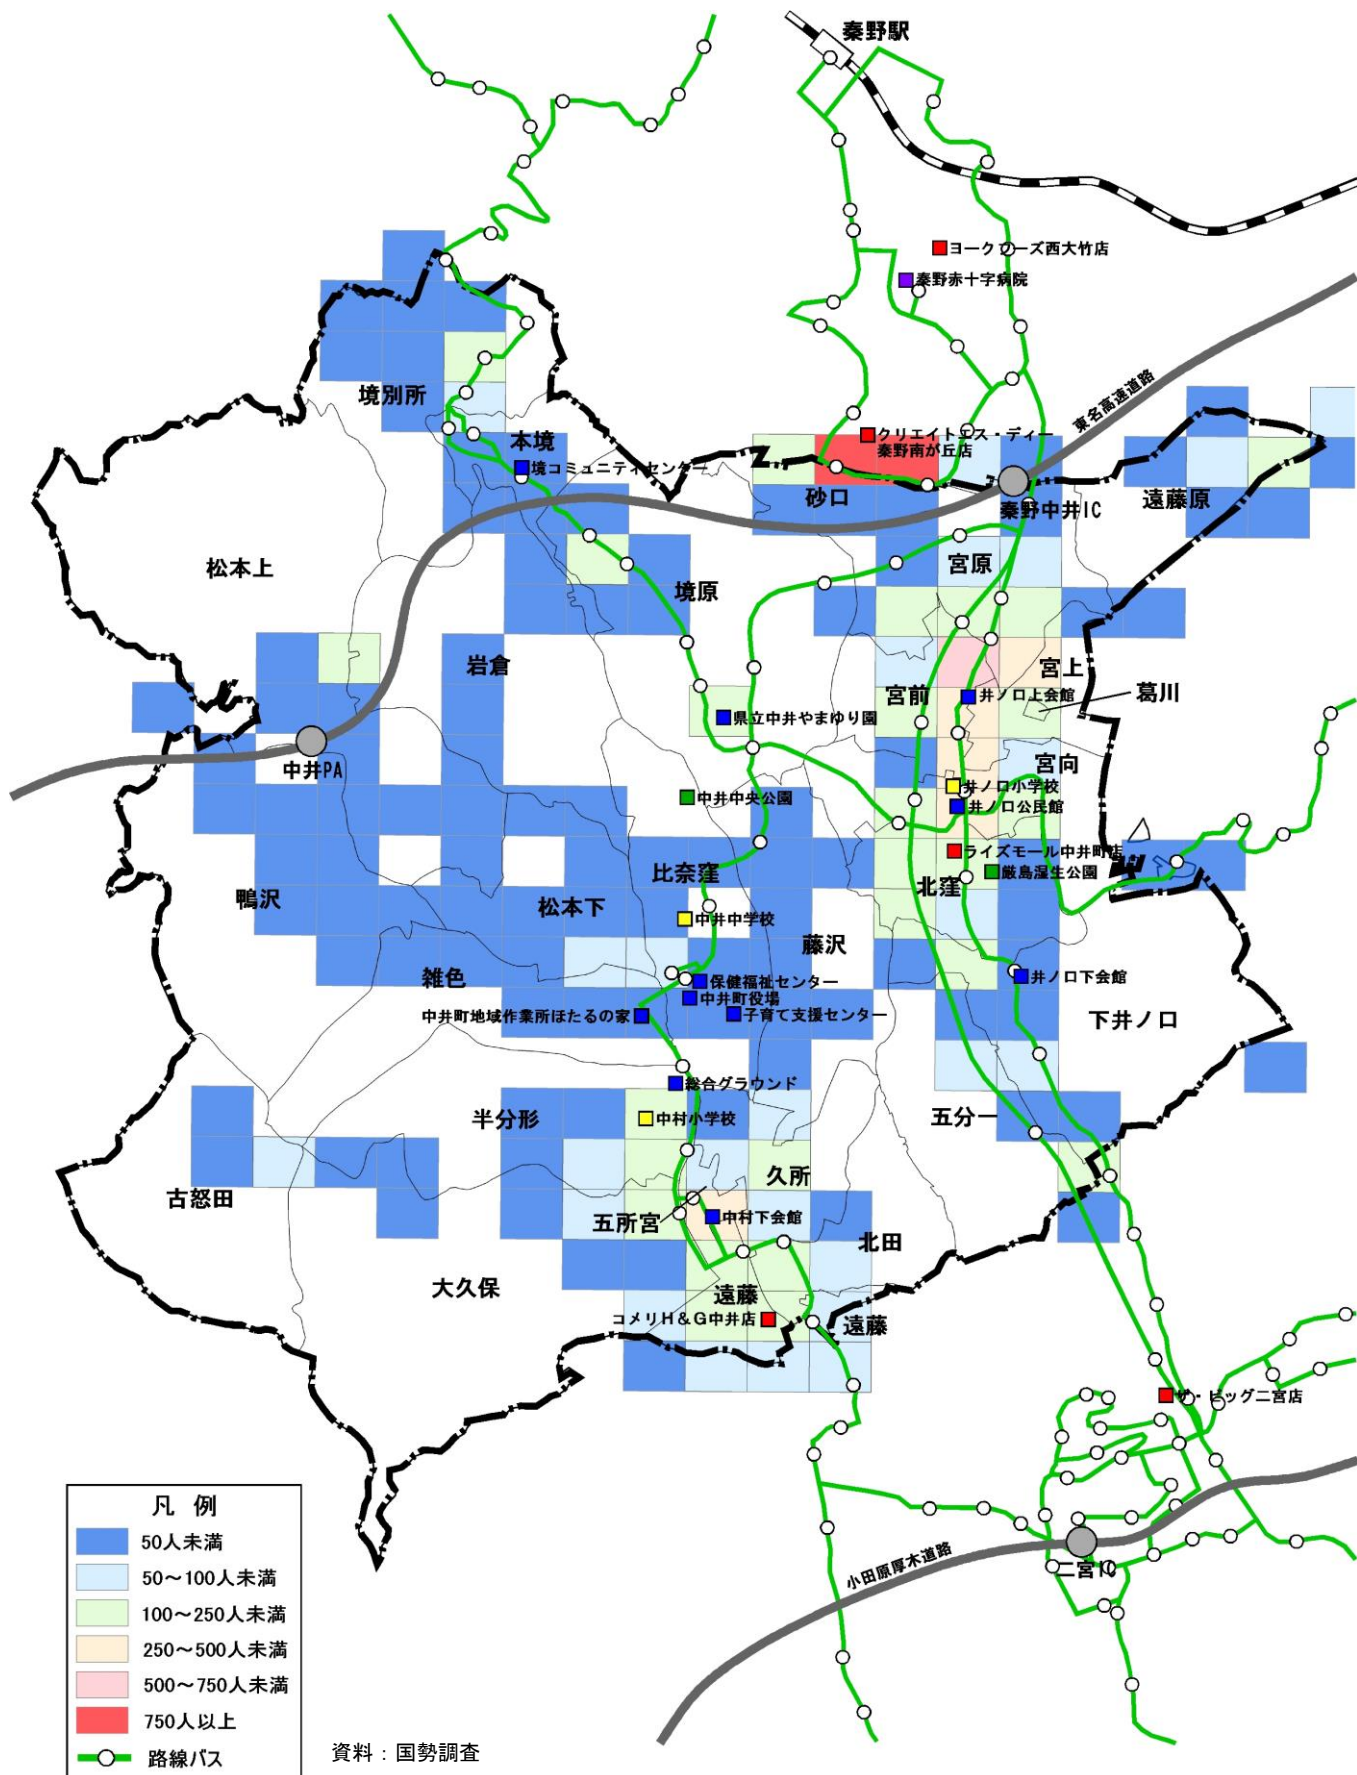 秦野駅
ヨークフーズ西大竹店
秦野赤十字病院
東名高速道路
境別所
本境
クリエイトエス・ディー
秦野南が丘店
境コミュニティセンター
砂口
秦野中井IC
遠藤原
松本上
宮原
境原
岩倉
宮上
宮前
井ノ口上会館
葛川
県立中井やまゆり園
中井PA
宮向
中井中央公園
井ノ口小学校
井ノ口公民館
ライズモール中井町店
比奈窪
厳島湿生公園
北窪
鴨沢
松本下
中井中学校
藤沢
雑色
保健福祉センター
井ノ口下会館
中井町役場
中井町地域作業所ほたるの家
子育て支援センター
下井ノ口
総合グラウンド
半分形
中村小学校
五分一
久所
古怒田
五所宮
中村下会館
北田
大久保
遠藤
コメリH&G中井店
遠藤
ザ・ビッグ二宮店
小田原厚木道路
二宮IC
凡 例
50人未満
50~100人未満
100~250人未満
250~500人未満
500~750人未満
750人以上
路線バス
資料：国勢調査